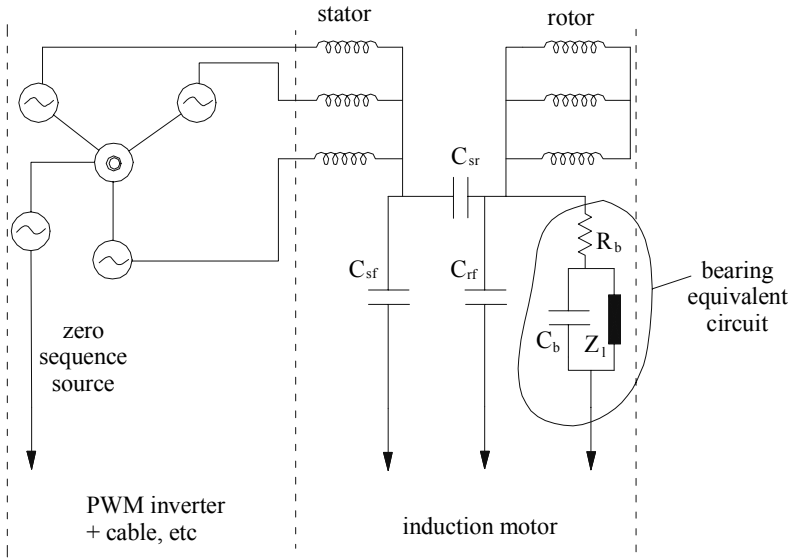 stator
rotor
C_sr
R_b
C_sf
C_rf
bearing
equivalent
circuit
C_b
Z_l
zero
sequence
source
PWM inverter
+ cable, etc
induction motor